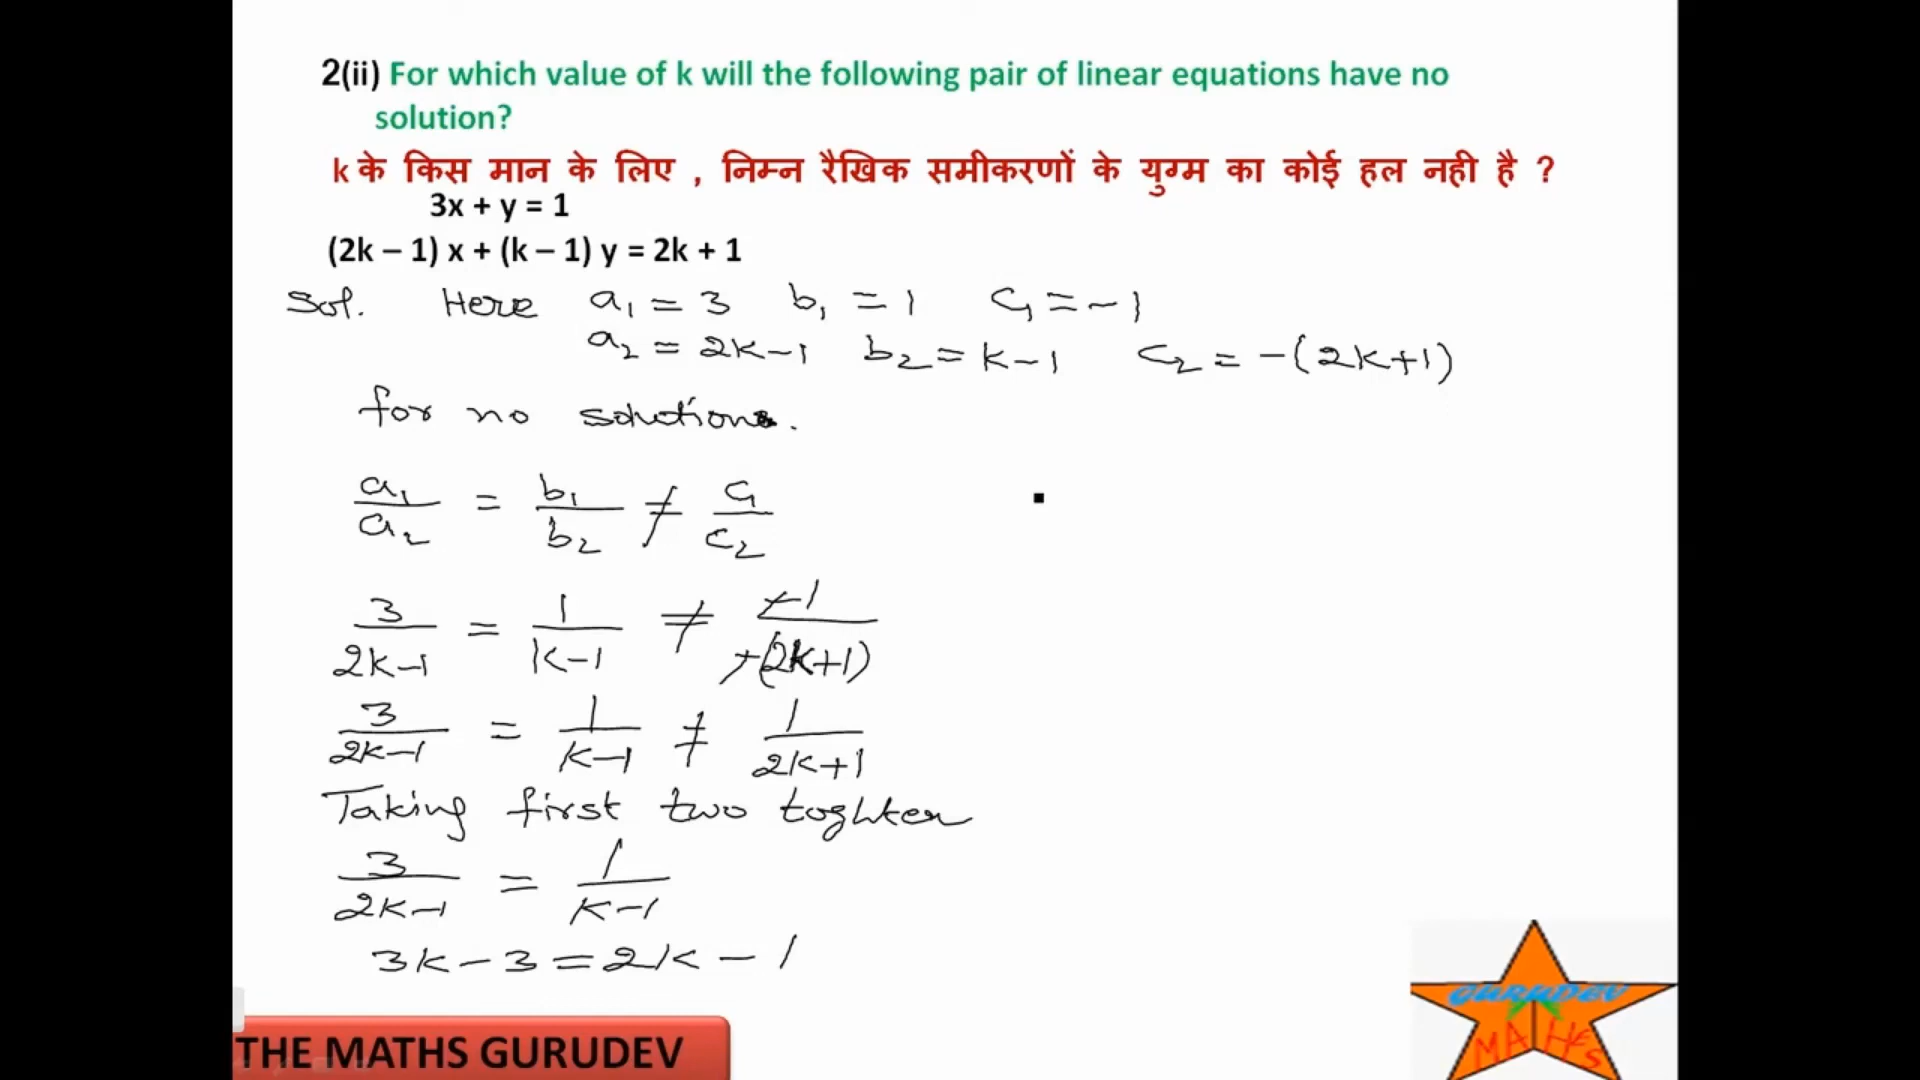 2(ii) For which value of k will the following pair of linear equations have no
solution?
k के किस मान के लिए , निम्न रैखिक समीकरणों के युग्म का कोई हल नही है ?
3x + y = 1
(2k – 1) x + (k – 1) y = 2k + 1
Sol. Here a₁ = 3 b₁ = 1 c₁ = -1
a₂ = 2k-1 b₂ = k-1 c₂ = -(2k+1)
for no solution.
a₁/a₂ = b₁/b₂ ≠ c₁/c₂
3/2k-1 = 1/k-1 ≠ -1/-(2k+1)
3/2k-1 = 1/k-1 ≠ 1/2k+1
Taking first two toghter
3/2k-1 = 1/k-1
3k-3 = 2k-1
THE MATHS GURUDEV
GURUDEV
MATHES